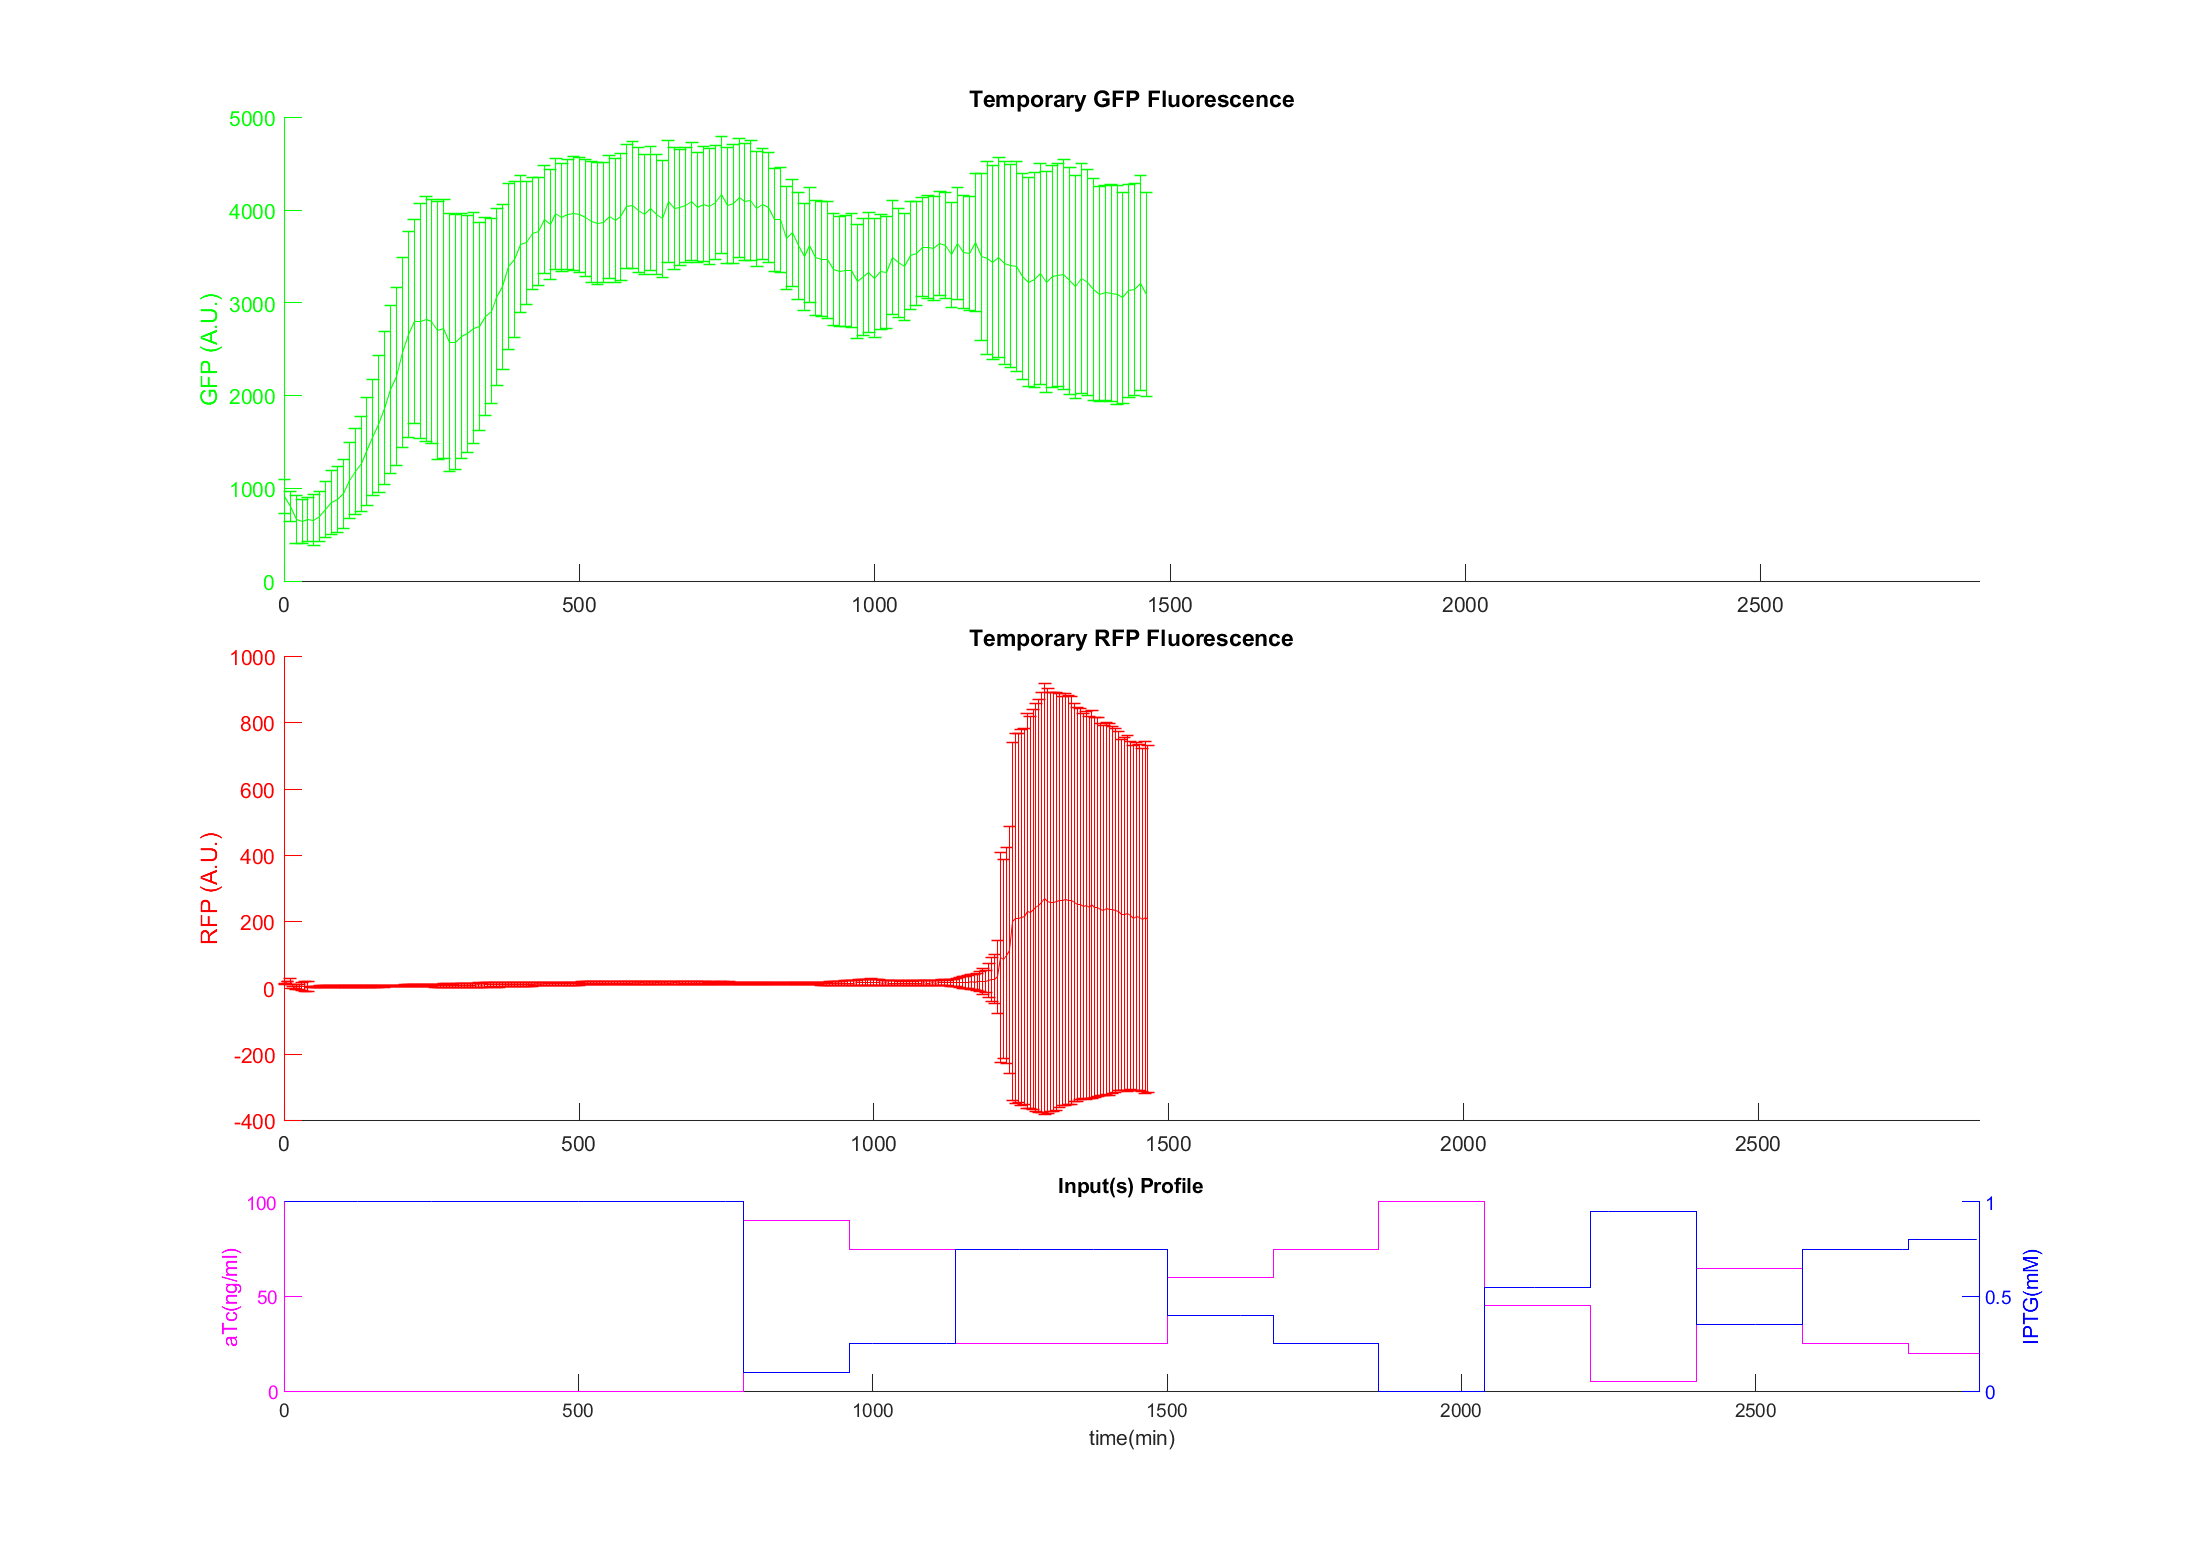 Temporary GFP Fluorescence
5000
4000
3000
2000
1000
0
GFP (A.U.)
0 500 1000 1500 2000 2500
Temporary RFP Fluorescence
1000
800
600
400
200
0
-200
-400
RFP (A.U.)
0 500 1000 1500 2000 2500
Input(s) Profile
100
50
0
aTc(ng/ml)
1
0.5
0
IPTG(mM)
0 500 1000 1500 2000 2500
time(min)